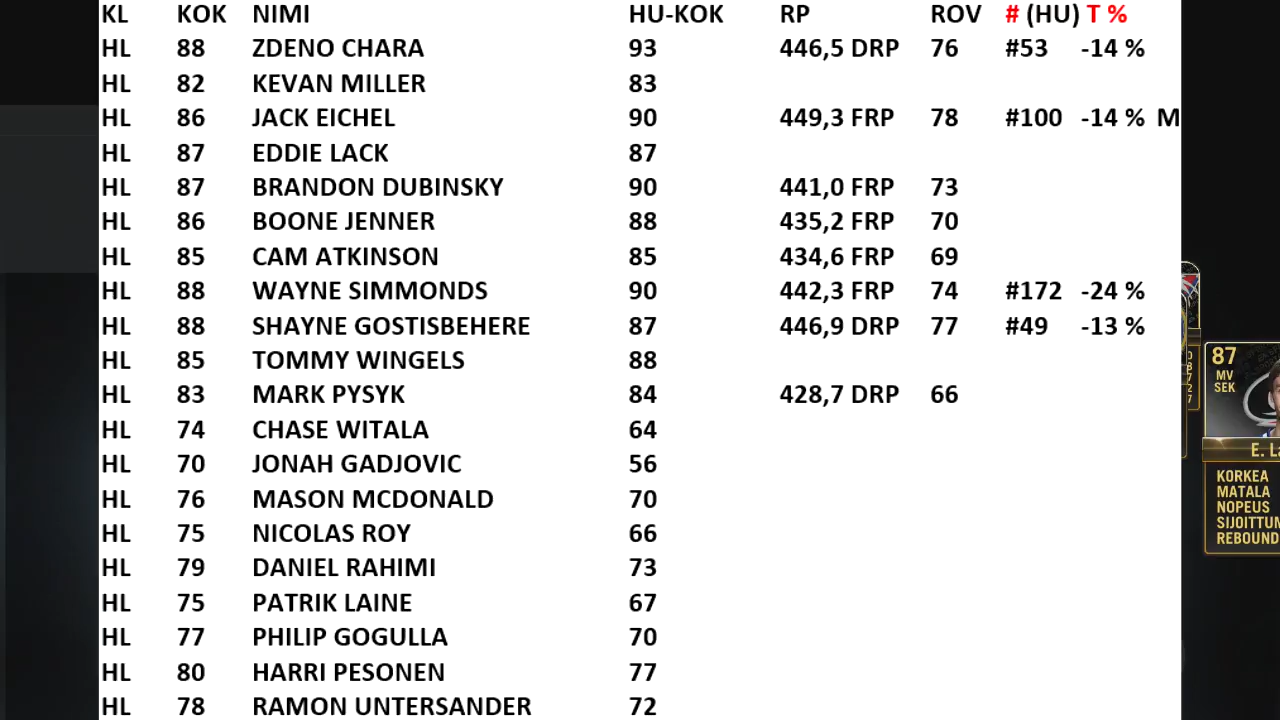 KL KOK NIMI HU-KOK RP ROV # (HU) T %
HL 88 ZDENO CHARA 93 446,5 DRP 76 #53 -14 %
HL 82 KEVAN MILLER 83
HL 86 JACK EICHEL 90 449,3 FRP 78 #100 -14 % M
HL 87 EDDIE LACK 87
HL 87 BRANDON DUBINSKY 90 441,0 FRP 73
HL 86 BOONE JENNER 88 435,2 FRP 70
HL 85 CAM ATKINSON 85 434,6 FRP 69
HL 88 WAYNE SIMMONDS 90 442,3 FRP 74 #172 -24 %
HL 88 SHAYNE GOSTISBEHERE 87 446,9 DRP 77 #49 -13 %
HL 85 TOMMY WINGELS 88
HL 83 MARK PYSYK 84 428,7 DRP 66
HL 74 CHASE WITALA 64
HL 70 JONAH GADJOVIC 56
HL 76 MASON MCDONALD 70
HL 75 NICOLAS ROY 66
HL 79 DANIEL RAHIMI 73
HL 75 PATRIK LAINE 67
HL 77 PHILIP GOGULLA 70
HL 80 HARRI PESONEN 77
HL 78 RAMON UNTERSANDER 72
87
MV
SEK
E. L
KORKEA
MATALA
NOPEUS
SIJOITTUM
REBOUND